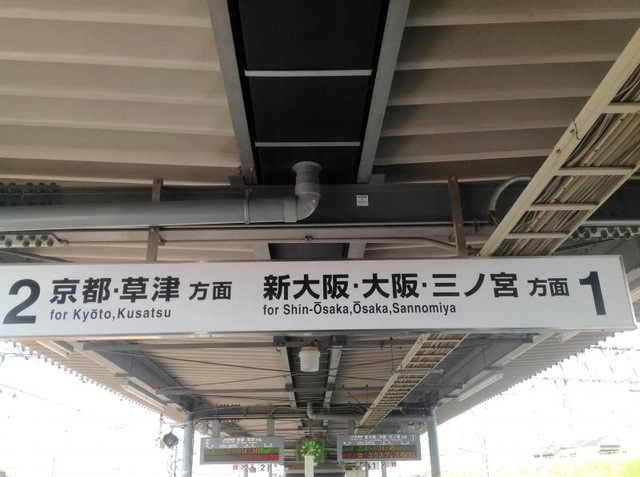 2 京都・草津 方面
for Kyōto,Kusatsu
新大阪・大阪・三ノ宮 方面 1
for Shin-Ōsaka,Ōsaka,Sannomiya